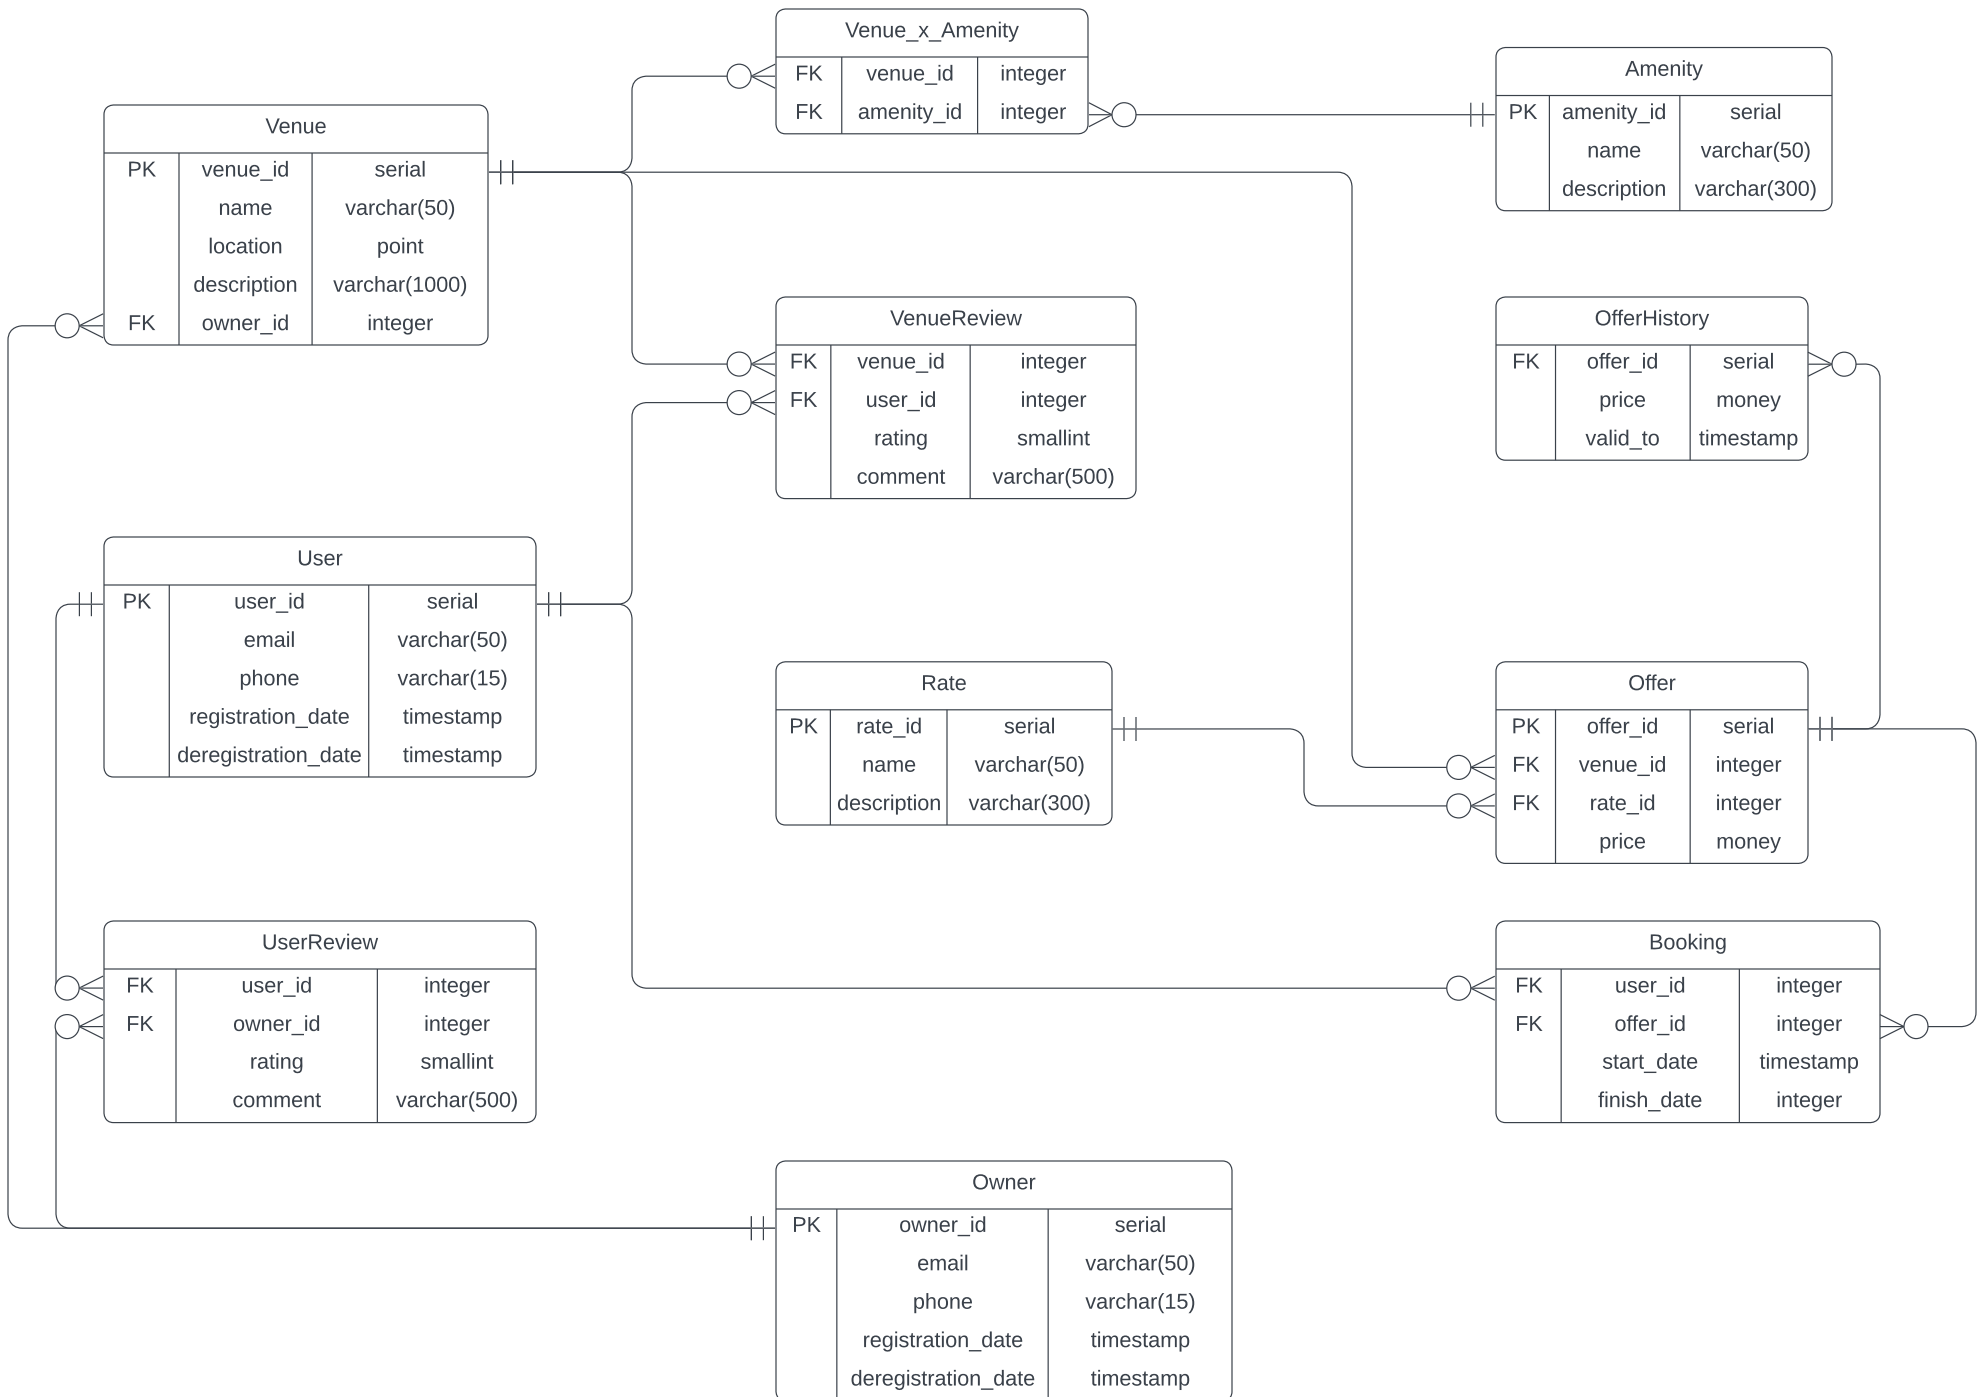 Venue_x_Amenity
FK venue_id integer
FK amenity_id integer
Amenity
PK amenity_id serial
name varchar(50)
description varchar(300)
Venue
PK venue_id serial
name varchar(50)
location point
description varchar(1000)
FK owner_id integer
VenueReview
FK venue_id integer
FK user_id integer
rating smallint
comment varchar(500)
OfferHistory
FK offer_id serial
price money
valid_to timestamp
User
PK user_id serial
email varchar(50)
phone varchar(15)
registration_date timestamp
deregistration_date timestamp
Rate
PK rate_id serial
name varchar(50)
description varchar(300)
Offer
PK offer_id serial
FK venue_id integer
FK rate_id integer
price money
UserReview
FK user_id integer
FK owner_id integer
rating smallint
comment varchar(500)
Booking
FK user_id integer
FK offer_id integer
start_date timestamp
finish_date integer
Owner
PK owner_id serial
email varchar(50)
phone varchar(15)
registration_date timestamp
deregistration_date timestamp